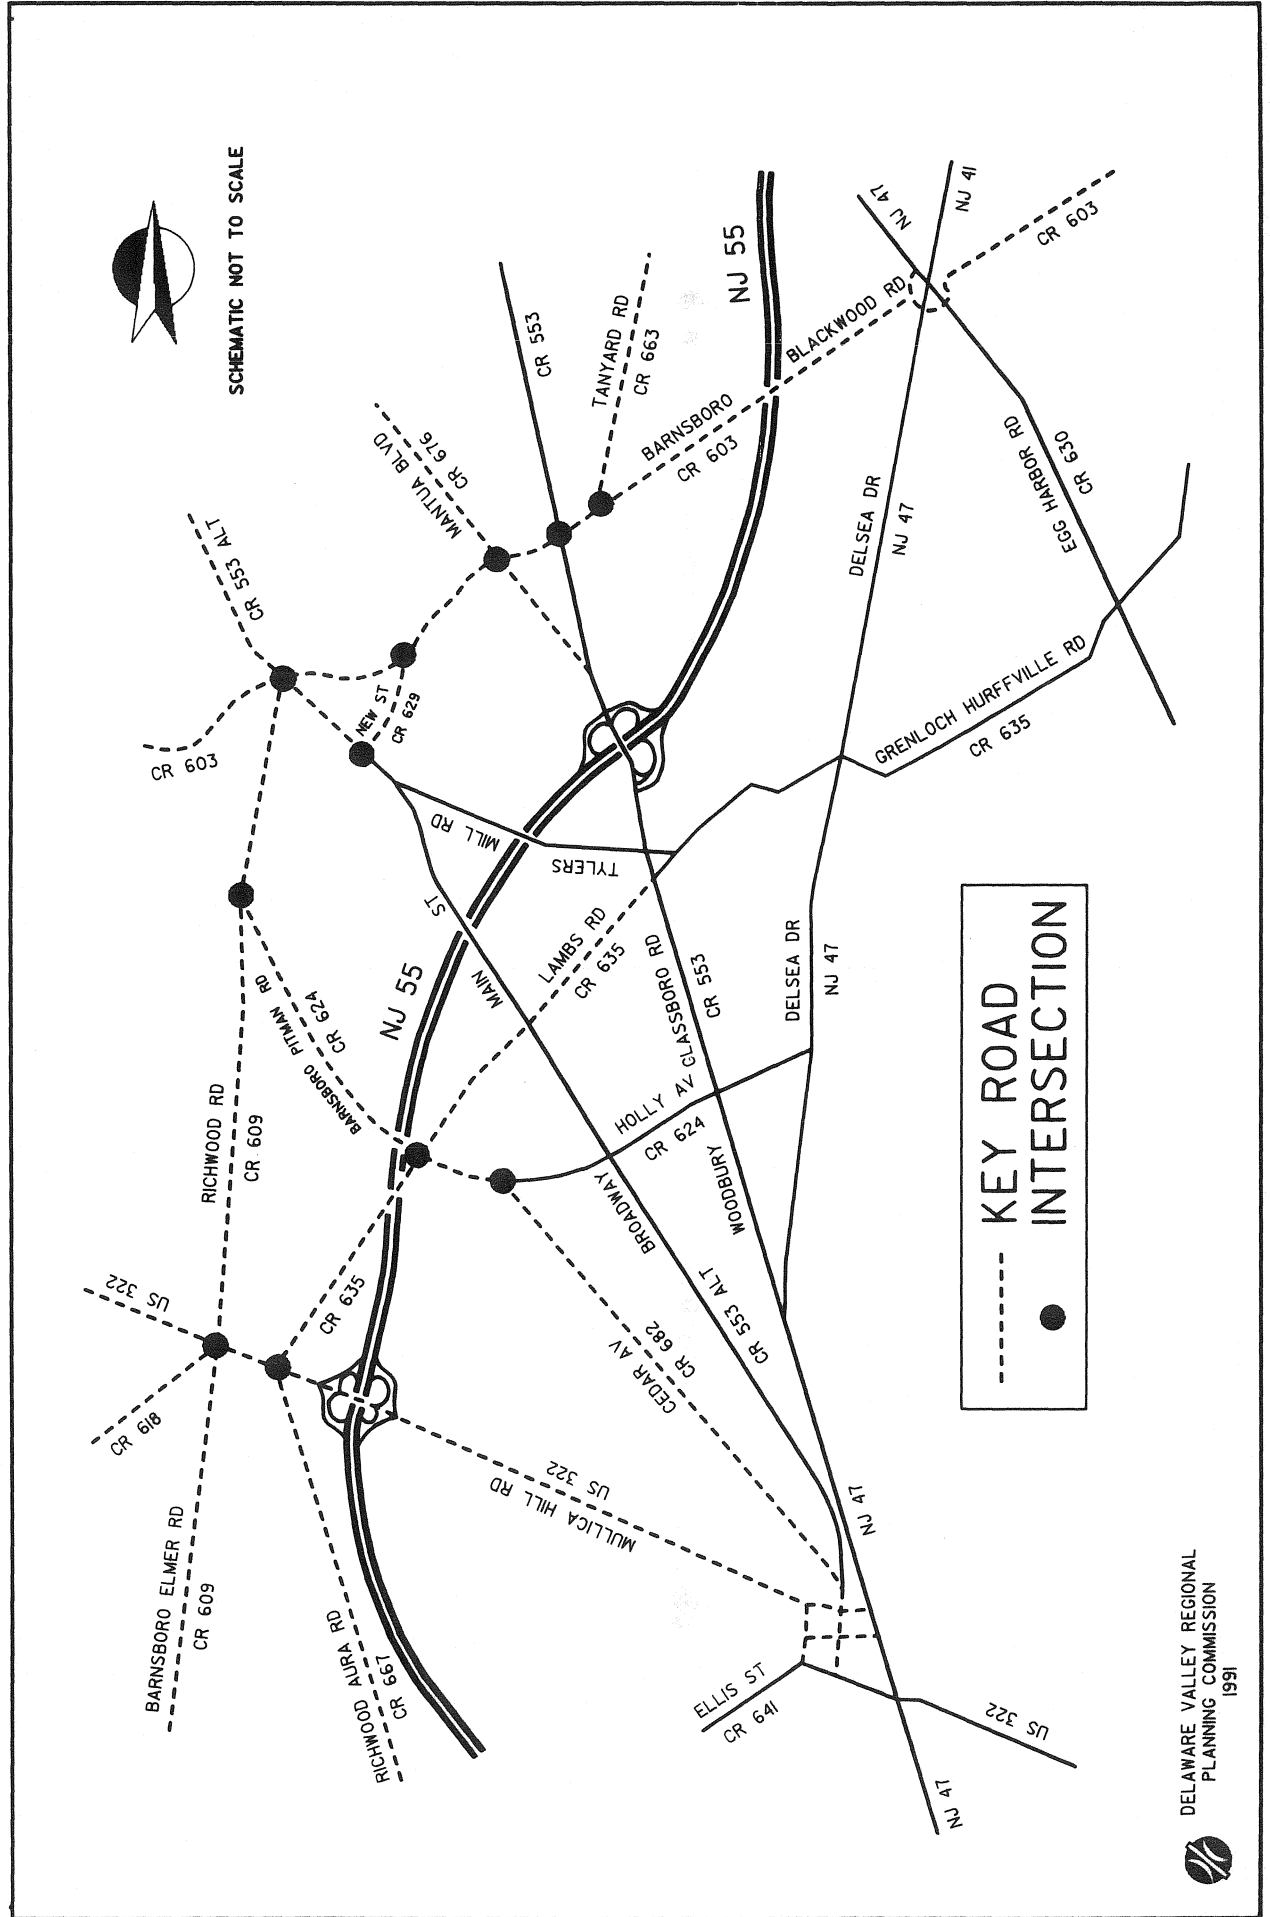 SCHEMATIC NOT TO SCALE
NJ 55
NJ 47
NJ 41
CR 603
BARNSBORO
BLACKWOOD RD
CR 603
TANYARD RD
CR 663
CR 553
MANTUA BLVD
CR 676
CR 553 ALT
CR 603
NEW ST
CR 629
DELSEA DR
NJ 47
EGG HARBOR RD
CR 630
GRENLOCH HURFFVILLE RD
CR 635
TYLERS
MILL RD
MAIN
ST
LAMBS RD
CR 635
NJ 55
BARNSBORO PITMAN RD
CR 624
RICHWOOD RD
CR 609
WOODBURY
GLASSBORO RD
CR 553
DELSEA DR
NJ 47
HOLLY AV
CR 624
BROADWAY
CR 553 ALT
CEDAR AV
CR 682
US 322
CR 635
CR 618
BARNSBORO ELMER RD
CR 609
RICHWOOD AURA RD
CR 667
MULLICA HILL RD
US 322
NJ 47
ELLIS ST
CR 641
US 322
NJ 47
KEY ROAD
INTERSECTION
DELAWARE VALLEY REGIONAL
PLANNING COMMISSION
1991